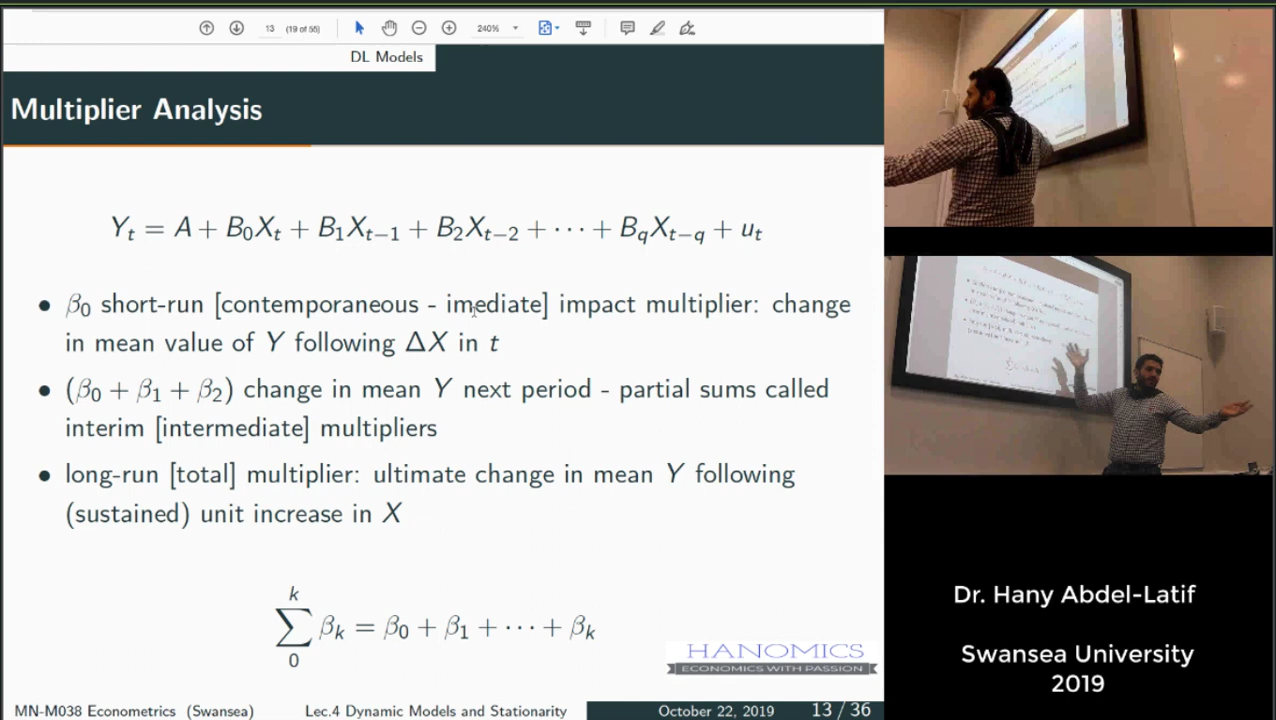 13 (19 of 55) 240%
DL Models
Multiplier Analysis
Yₜ = A + B₀Xₜ + B₁Xₜ₋₁ + B₂Xₜ₋₂ + ⋯ + B_qXₜ₋q + uₜ
• β₀ short-run [contemporaneous - imediate] impact multiplier: change
in mean value of Y following ΔX in t
• (β₀ + β₁ + β₂) change in mean Y next period - partial sums called
interim [intermediate] multipliers
• long-run [total] multiplier: ultimate change in mean Y following
(sustained) unit increase in X
k
∑ βₖ = β₀ + β₁ + ⋯ + βₖ
0
HANOMICS
ECONOMICS WITH PASSION
MN-M038 Econometrics (Swansea) Lec.4 Dynamic Models and Stationarity October 22, 2019 13 / 36
Dr. Hany Abdel-Latif
Swansea University
2019